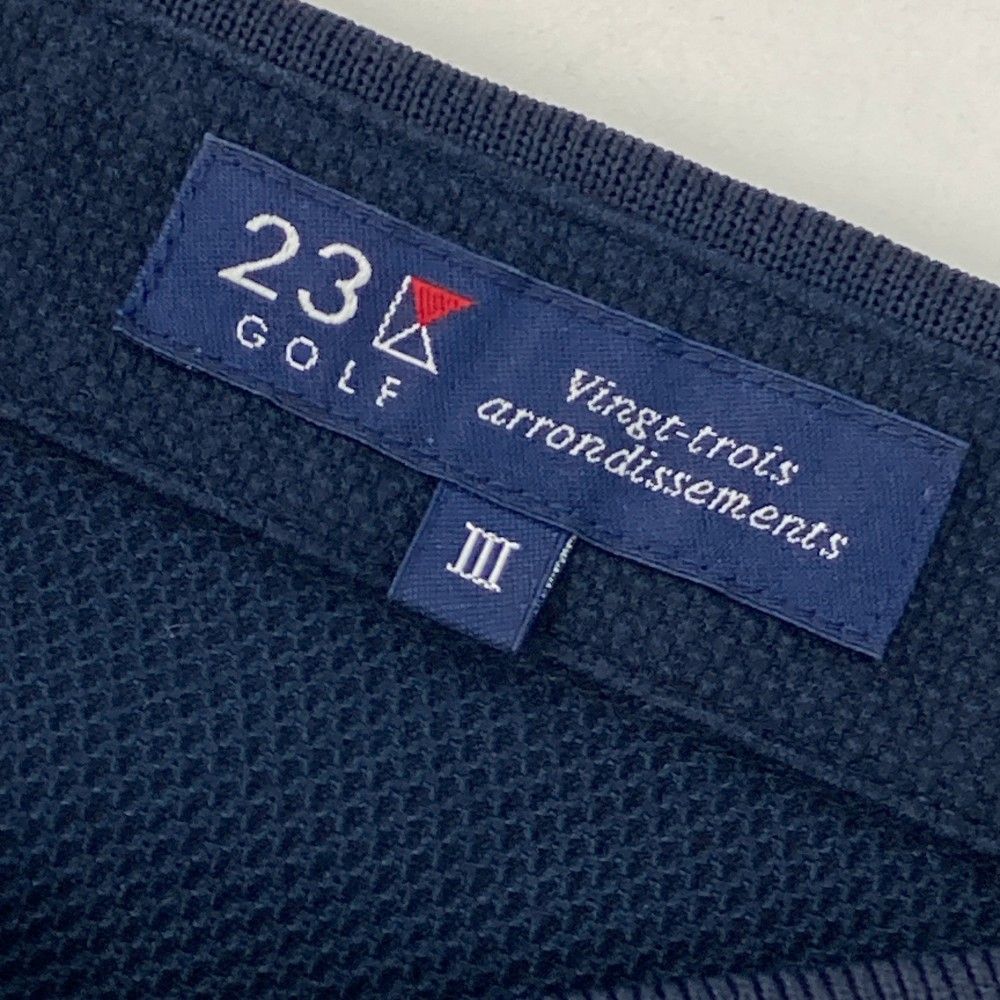 23
GOLF
Vingt-trois
arrondissements
III